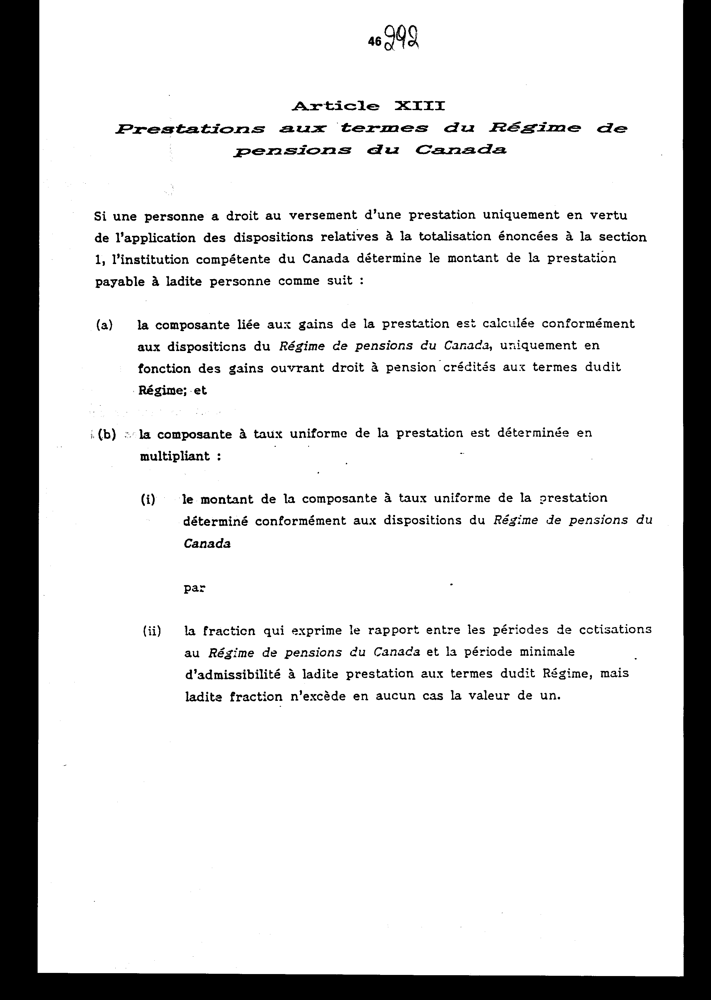 46 292
Article XIII
Prestations aux termes du Régime de
pensions du Canada
Si une personne a droit au versement d'une prestation uniquement en vertu
de l'application des dispositions relatives à la totalisation énoncées à la section
1, l'institution compétente du Canada détermine le montant de la prestation
payable à ladite personne comme suit :
(a) la composante liée aux gains de la prestation est calculée conformément
aux dispositions du Régime de pensions du Canada, uniquement en
fonction des gains ouvrant droit à pension crédités aux termes dudit
Régime; et
(b) la composante à taux uniforme de la prestation est déterminée en
multipliant :
(i) le montant de la composante à taux uniforme de la prestation
déterminé conformément aux dispositions du Régime de pensions du
Canada
par
(ii) la fraction qui exprime le rapport entre les périodes de cotisations
au Régime de pensions du Canada et la période minimale
d'admissibilité à ladite prestation aux termes dudit Régime, mais
ladite fraction n'excède en aucun cas la valeur de un.